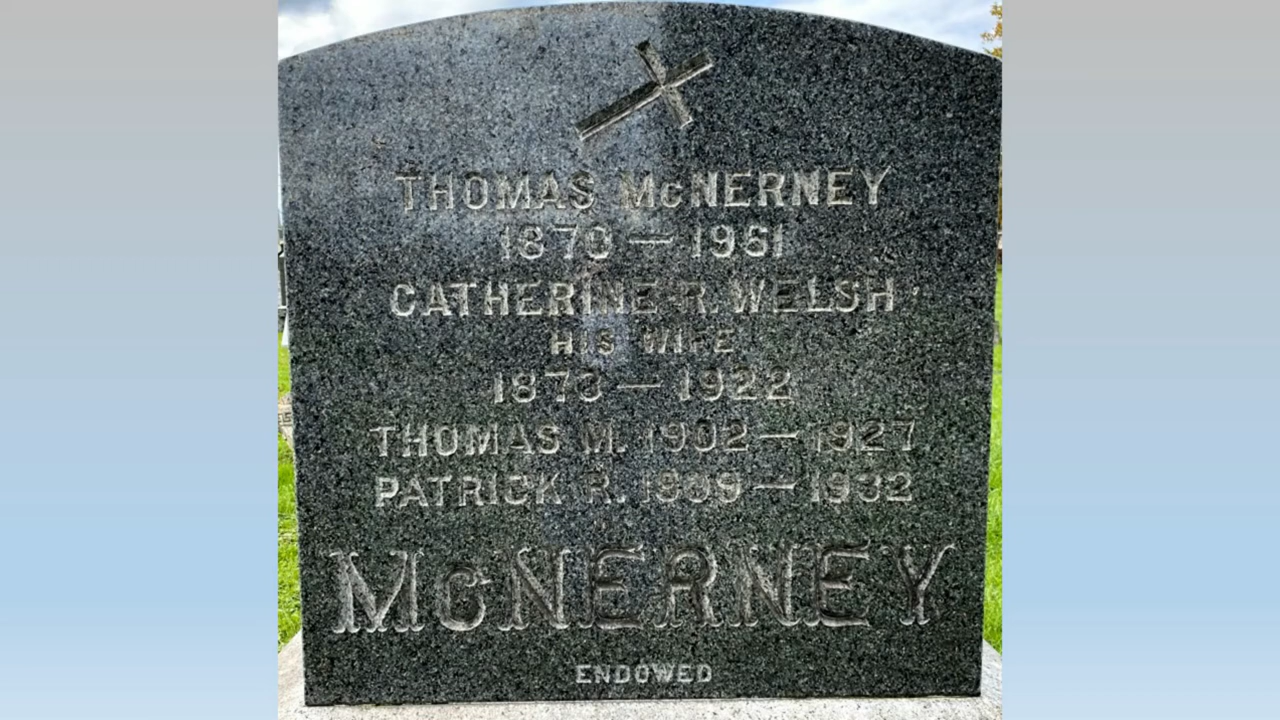 THOMAS McNERNEY
1870 — 1961
CATHERINE R. WELSH
HIS WIFE
1873 — 1922
THOMAS M. 1902 — 1927
PATRICK R. 1899 — 1932
McNERNEY
ENDOWED